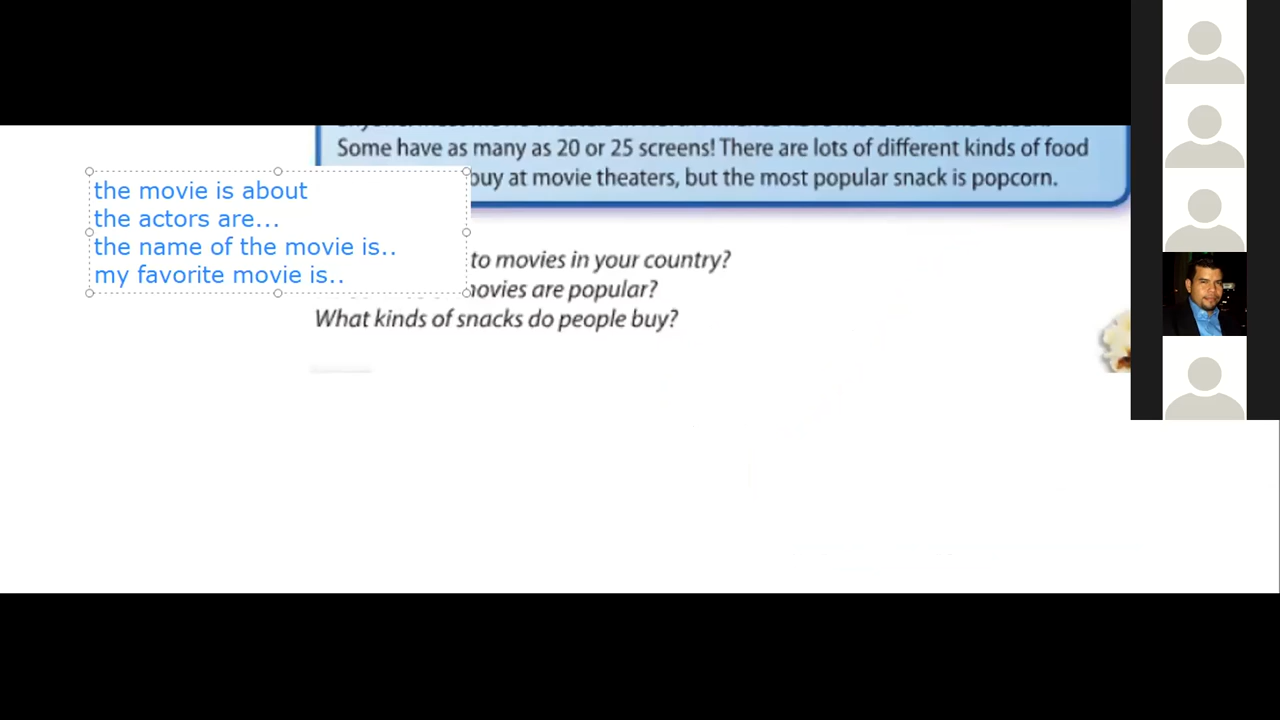 Some have as many as 20 or 25 screens! There are lots of different kinds of food
buy at movie theaters, but the most popular snack is popcorn.
the movie is about
the actors are...
the name of the movie is..
my favorite movie is..
to movies in your country?
movies are popular?
What kinds of snacks do people buy?